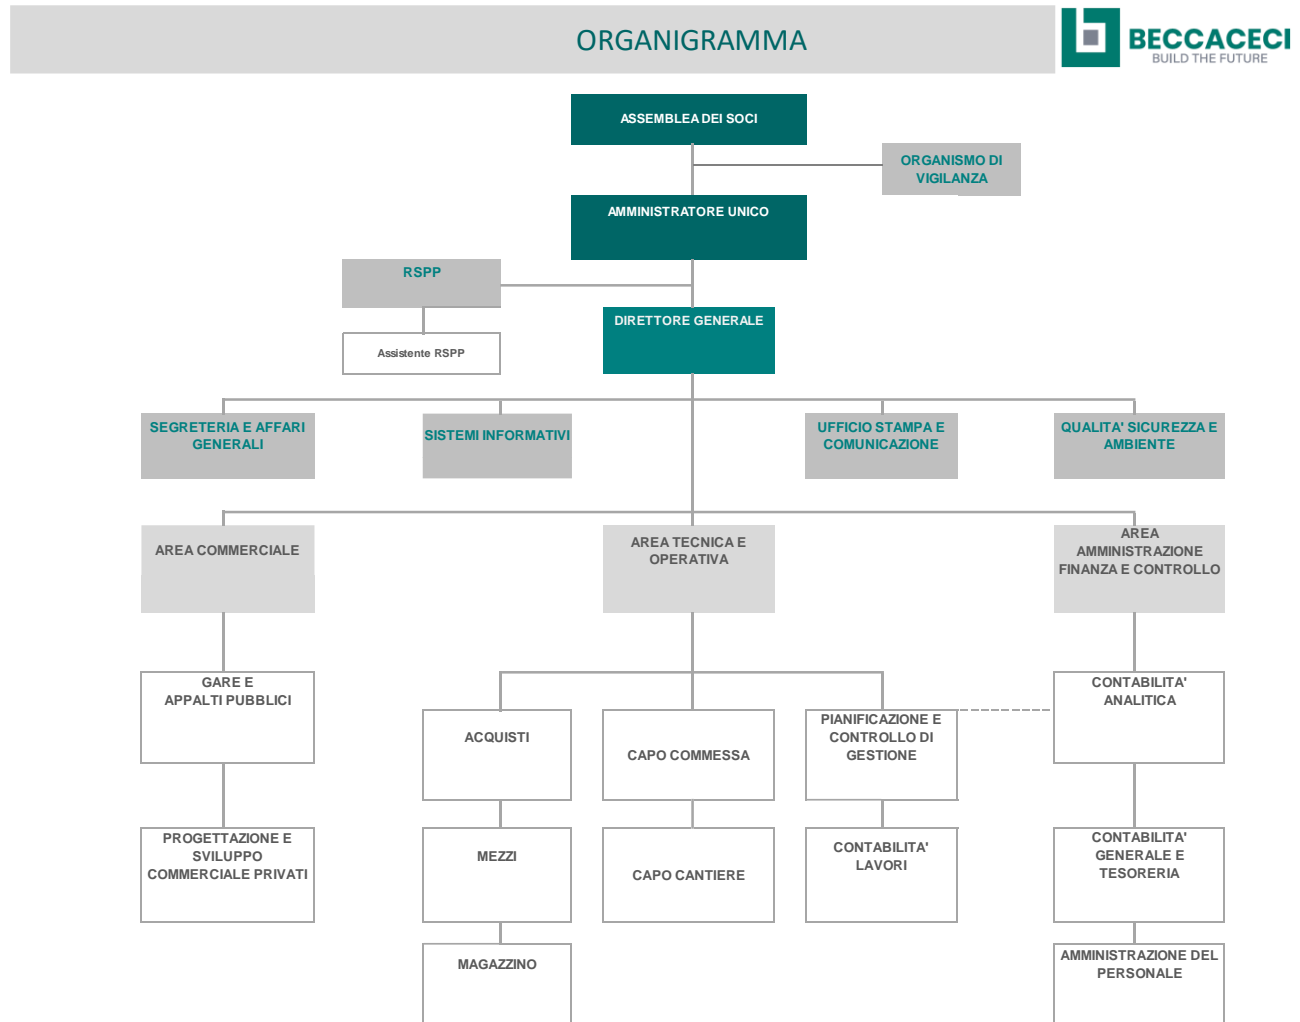 ORGANIGRAMMA
BECCACECI
BUILD THE FUTURE
ASSEMBLEA DEI SOCI
ORGANISMO DI
VIGILANZA
AMMINISTRATORE UNICO
RSPP
DIRETTORE GENERALE
Assistente RSPP
SEGRETERIA E AFFARI
GENERALI
SISTEMI INFORMATIVI
UFFICIO STAMPA E
COMUNICAZIONE
QUALITA' SICUREZZA E
AMBIENTE
AREA COMMERCIALE
AREA TECNICA E
OPERATIVA
AREA
AMMINISTRAZIONE
FINANZA E CONTROLLO
GARE E
APPALTI PUBBLICI
ACQUISTI
CAPO COMMESSA
PIANIFICAZIONE E
CONTROLLO DI
GESTIONE
CONTABILITA'
ANALITICA
PROGETTAZIONE E
SVILUPPO
COMMERCIALE PRIVATI
MEZZI
CAPO CANTIERE
CONTABILITA'
LAVORI
CONTABILITA'
GENERALE E
TESORERIA
MAGAZZINO
AMMINISTRAZIONE DEL
PERSONALE